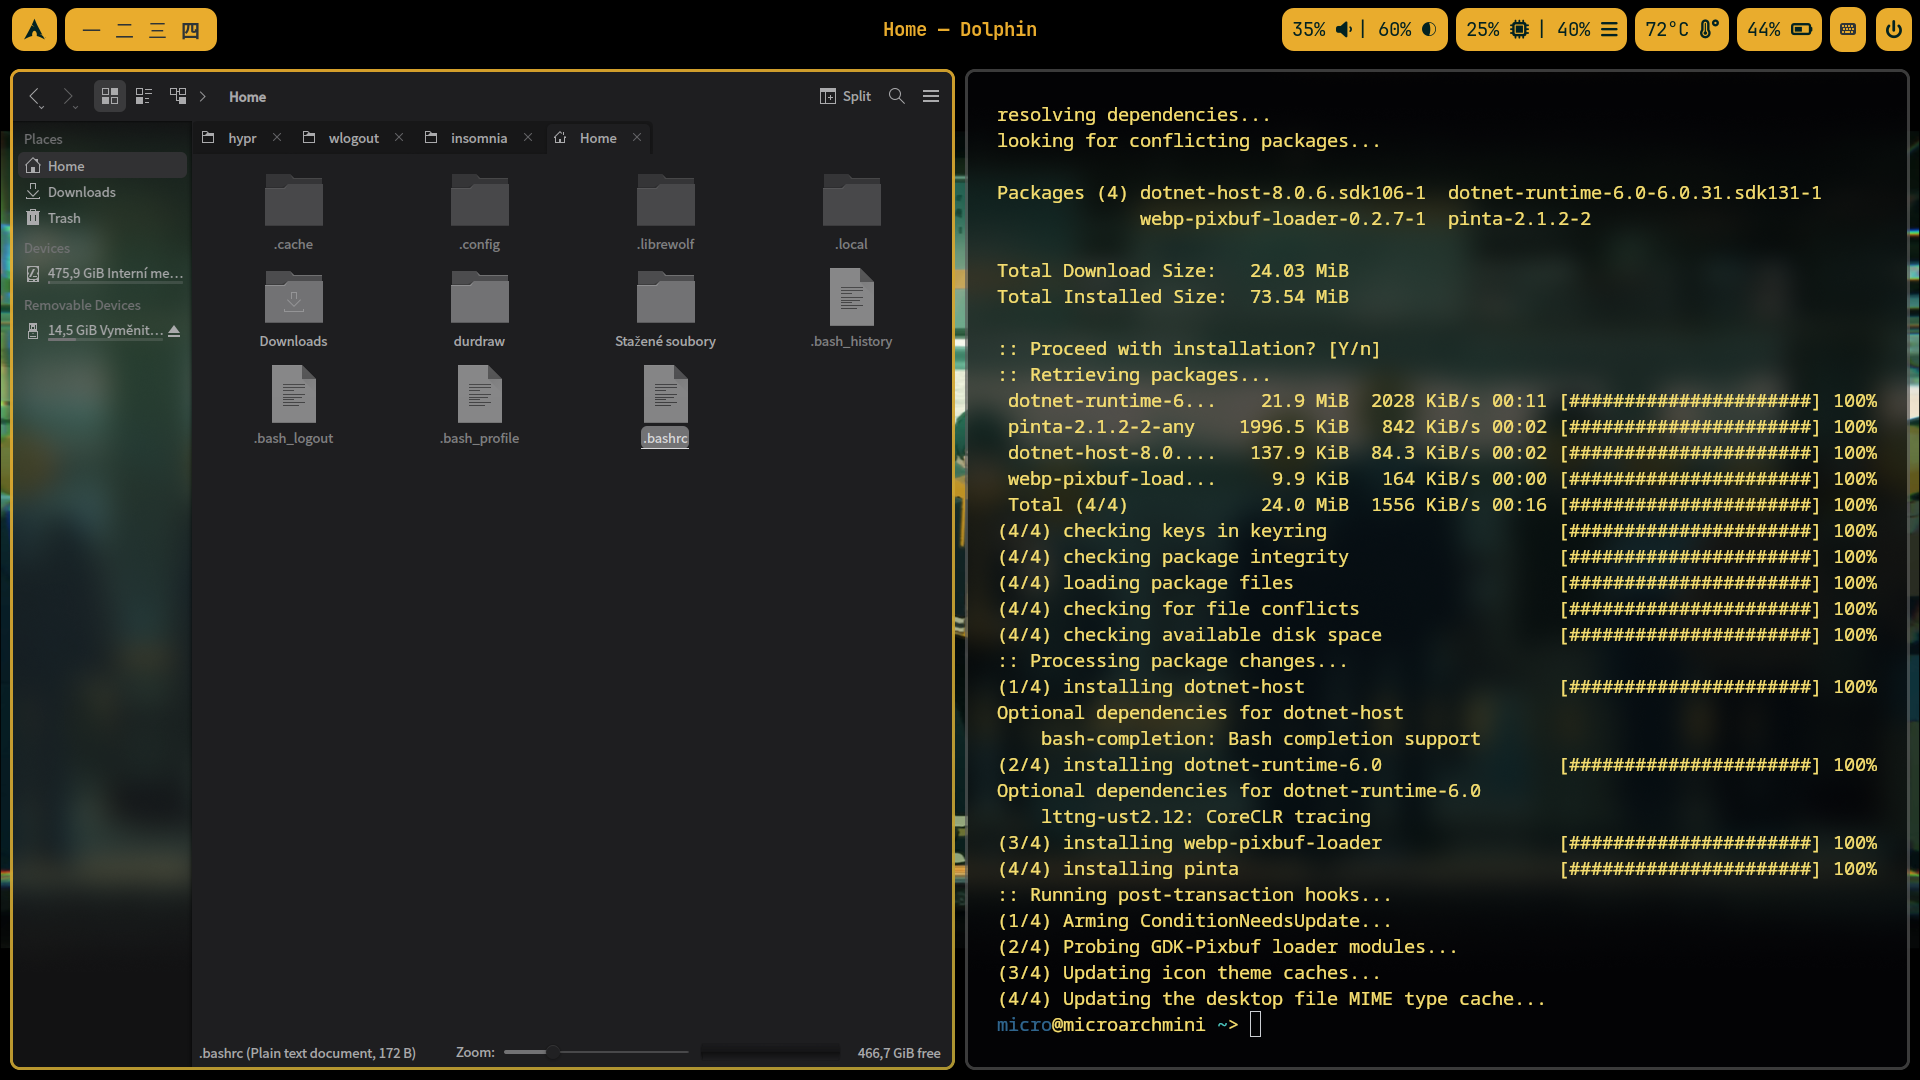 一 二 三 四
Home — Dolphin
35% | 60%
25% | 40%
72°C
44%
Home
Split
Places
Home
Downloads
Trash
Devices
475,9 GiB Interní me...
Removable Devices
14,5 GiB Vyměnit...
hypr
wlogout
insomnia
Home
.cache
.config
.librewolf
.local
Downloads
durdraw
Stažené soubory
.bash_history
.bash_logout
.bash_profile
.bashrc
.bashrc (Plain text document, 172 B)
Zoom:
466,7 GiB free
resolving dependencies...
looking for conflicting packages...
Packages (4) dotnet-host-8.0.6.sdk106-1  dotnet-runtime-6.0-6.0.31.sdk131-1
webp-pixbuf-loader-0.2.7-1  pinta-2.1.2-2
Total Download Size:   24.03 MiB
Total Installed Size:  73.54 MiB
:: Proceed with installation? [Y/n]
:: Retrieving packages...
dotnet-runtime-6...    21.9 MiB  2028 KiB/s 00:11 [######################] 100%
pinta-2.1.2-2-any    1996.5 KiB   842 KiB/s 00:02 [######################] 100%
dotnet-host-8.0....   137.9 KiB  84.3 KiB/s 00:02 [######################] 100%
webp-pixbuf-load...     9.9 KiB   164 KiB/s 00:00 [######################] 100%
Total (4/4)            24.0 MiB  1556 KiB/s 00:16 [######################] 100%
(4/4) checking keys in keyring                     [######################] 100%
(4/4) checking package integrity                   [######################] 100%
(4/4) loading package files                        [######################] 100%
(4/4) checking for file conflicts                  [######################] 100%
(4/4) checking available disk space                [######################] 100%
:: Processing package changes...
(1/4) installing dotnet-host                       [######################] 100%
Optional dependencies for dotnet-host
bash-completion: Bash completion support
(2/4) installing dotnet-runtime-6.0                [######################] 100%
Optional dependencies for dotnet-runtime-6.0
lttng-ust2.12: CoreCLR tracing
(3/4) installing webp-pixbuf-loader                [######################] 100%
(4/4) installing pinta                             [######################] 100%
:: Running post-transaction hooks...
(1/4) Arming ConditionNeedsUpdate...
(2/4) Probing GDK-Pixbuf loader modules...
(3/4) Updating icon theme caches...
(4/4) Updating the desktop file MIME type cache...
micro@microarchmini ~>